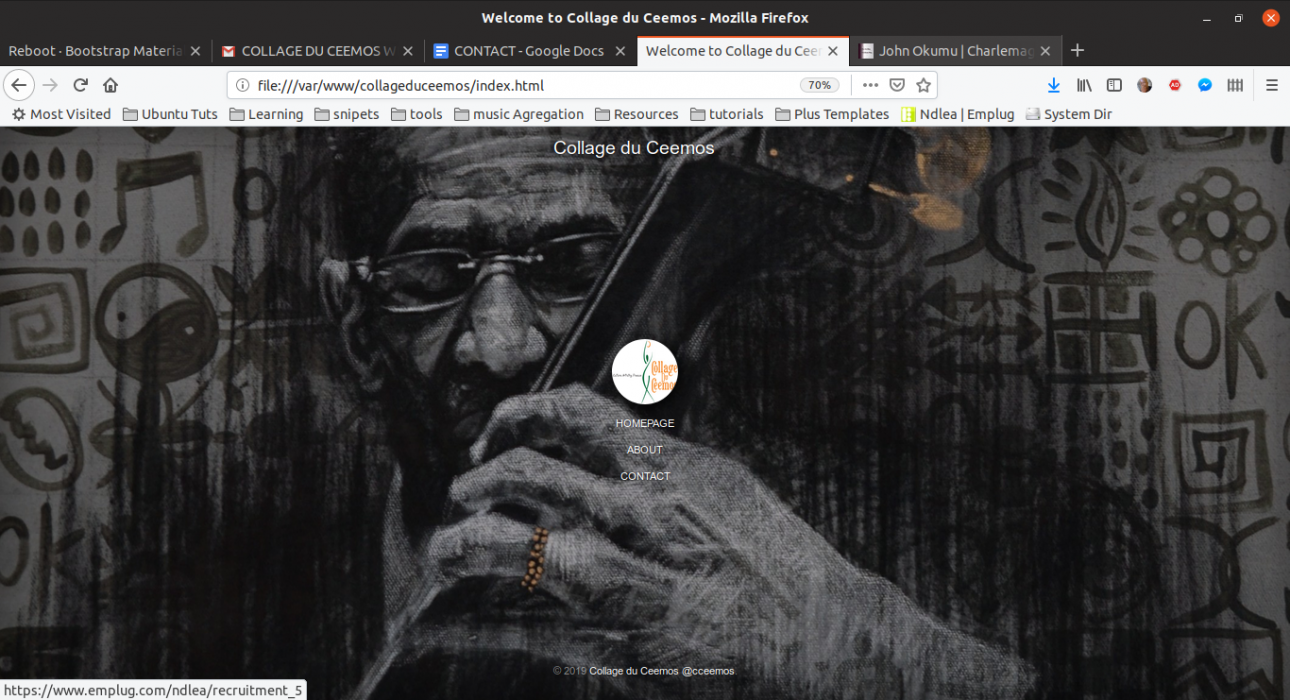 Welcome to Collage du Ceemos - Mozilla Firefox
Reboot · Bootstrap Materia
COLLAGE DU CEEMOS W
CONTACT - Google Docs
Welcome to Collage du Ceem
John Okumu | Charlemag
file:///var/www/collageduceemos/index.html
70%
Most Visited
Ubuntu Tuts
Learning
snipets
tools
music Agregation
Resources
tutorials
Plus Templates
Ndlea | Emplug
System Dir
Collage du Ceemos
OK
Collage
Ceemos
HOMEPAGE
ABOUT
CONTACT
© 2019 Collage du Ceemos @cceemos
https://www.emplug.com/ndlea/recruitment_5